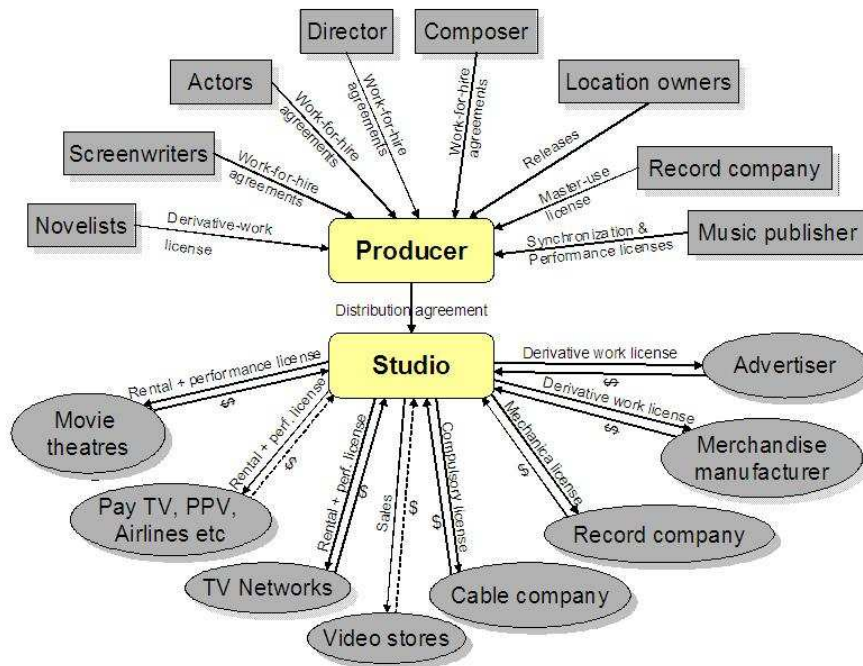 Director
Composer
Actors
Location owners
Work-for-hire
agreements
Work-for-hire
agreements
Work-for-hire
agreements
Releases
Screenwriters
Work-for-hire
agreements
Master-use
license
Record company
Novelists
Derivative-work
license
Producer
Synchronization &
Performance licenses
Music publisher
Distribution agreement
Studio
Rental + performance license
$
Derivative work license
$
Advertiser
Movie
theatres
Rental + perf. license
$
Derivative work license
$
Merchandise
manufacturer
Pay TV, PPV,
Airlines etc
Rental + perf. license
$
Sales
$
Compulsory license
$
Mechanica license
$
Record company
TV Networks
Cable company
Video stores